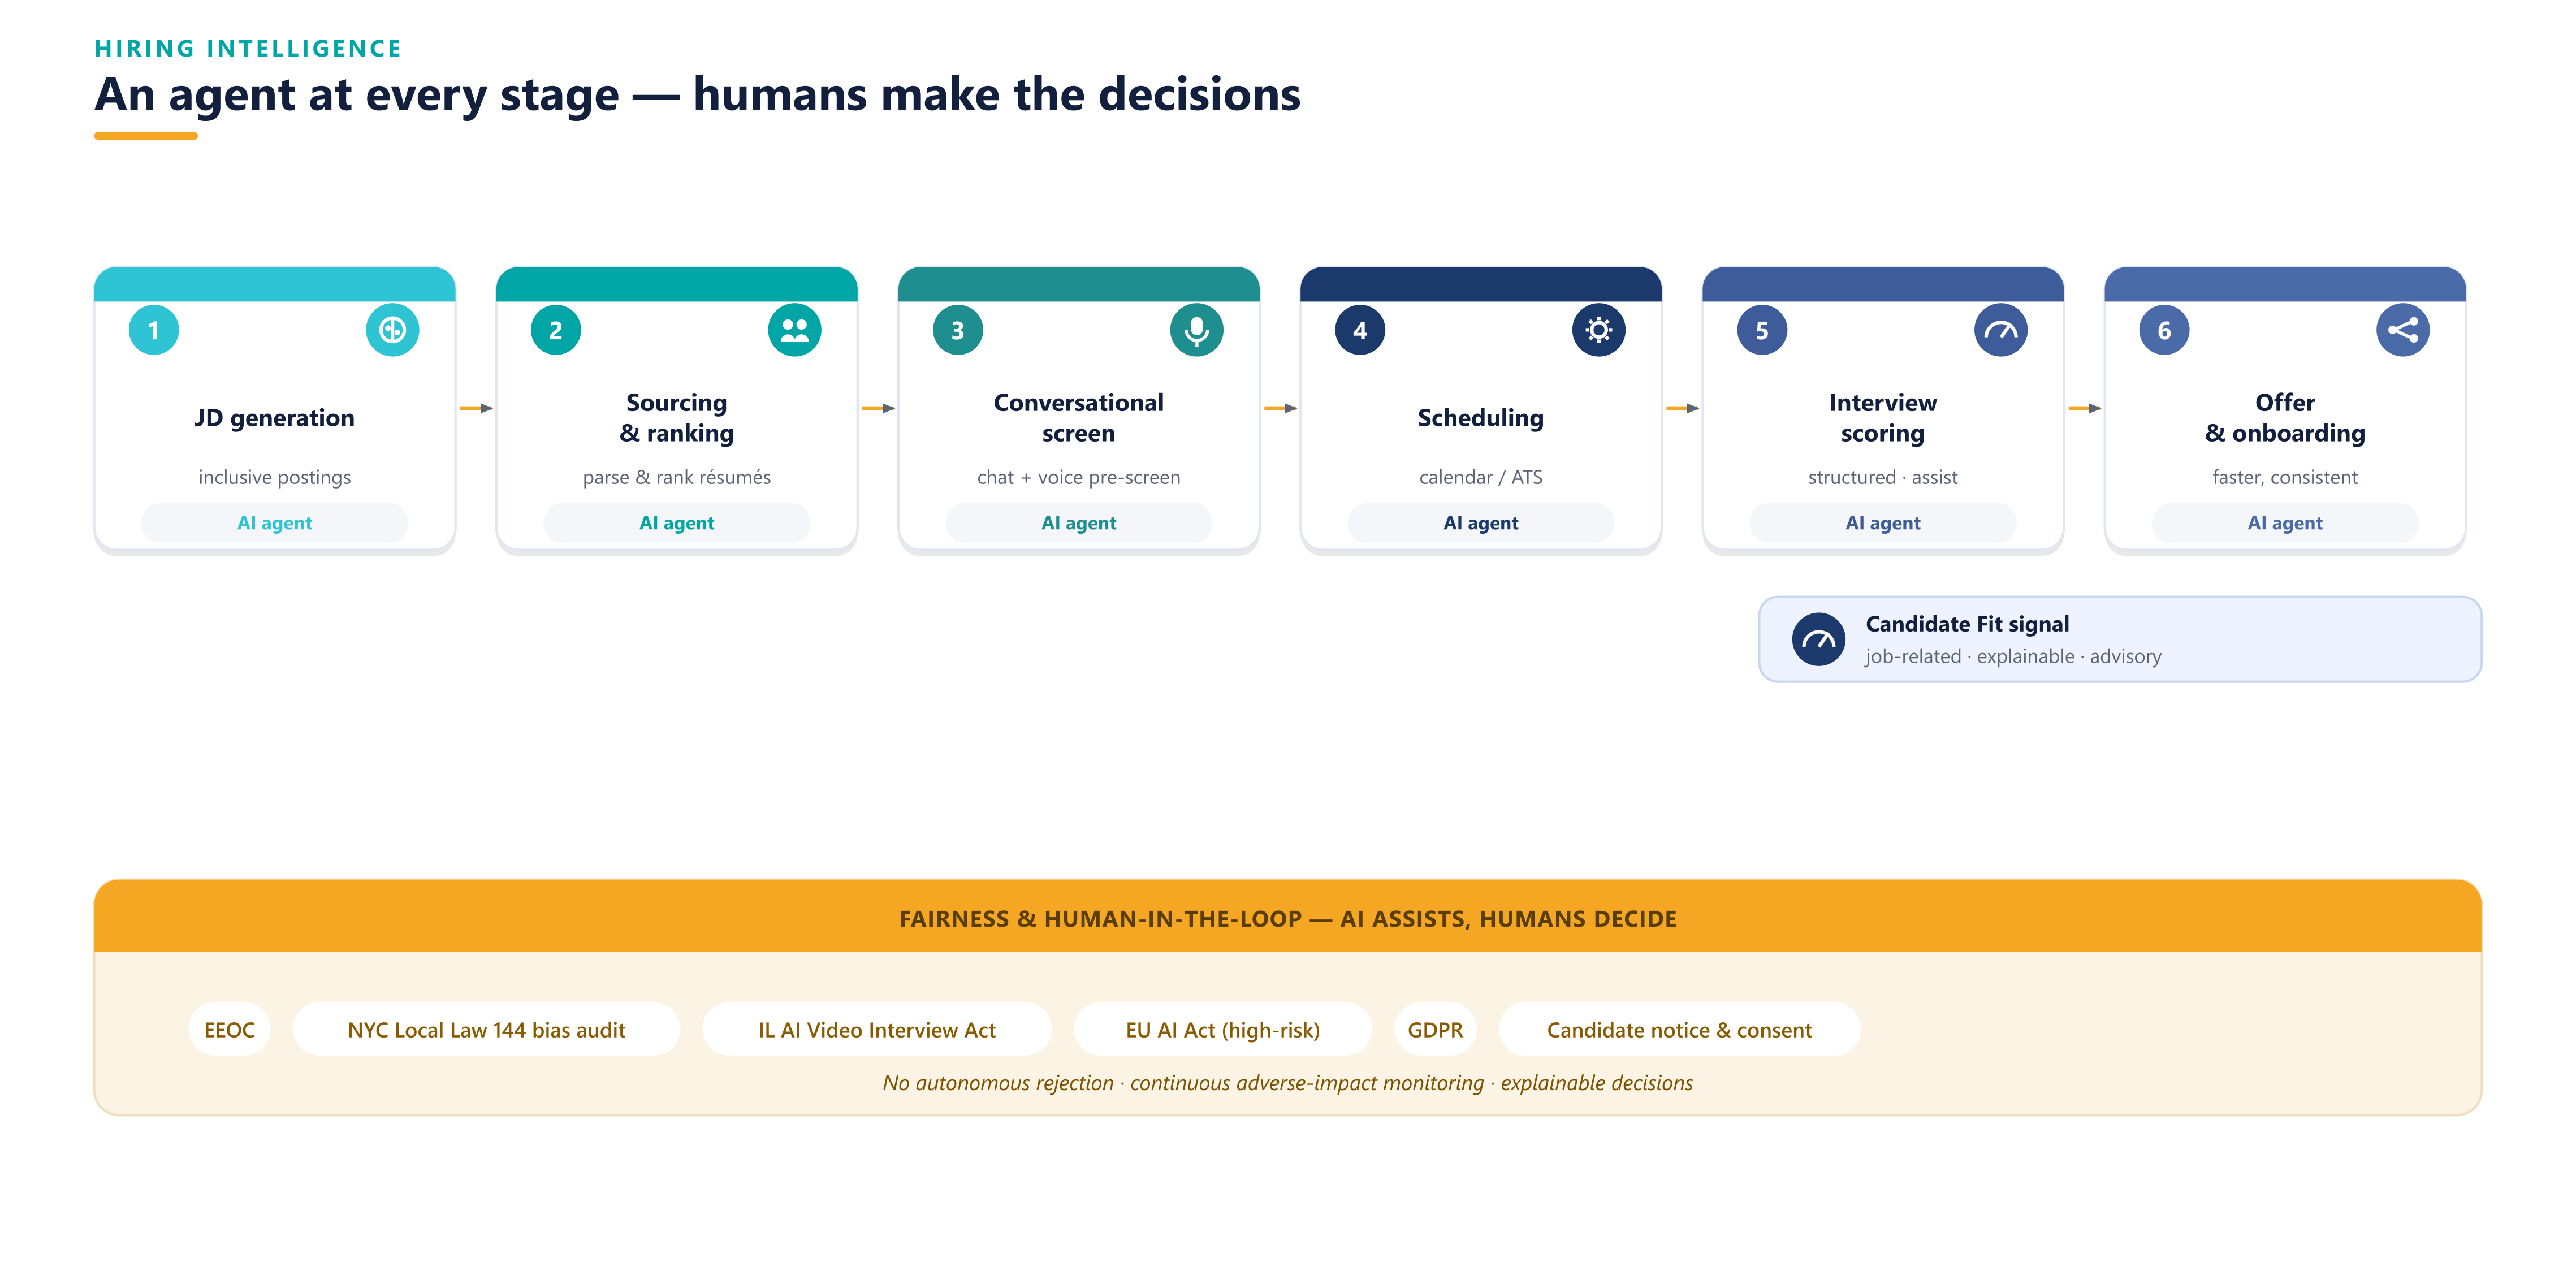 HIRING INTELLIGENCE
An agent at every stage — humans make the decisions
1
JD generation
inclusive postings
AI agent
2
Sourcing
& ranking
parse & rank résumés
AI agent
3
Conversational
screen
chat + voice pre-screen
AI agent
4
Scheduling
calendar / ATS
AI agent
5
Interview
scoring
structured · assist
AI agent
6
Offer
& onboarding
faster, consistent
AI agent
Candidate Fit signal
job-related · explainable · advisory
FAIRNESS & HUMAN-IN-THE-LOOP — AI ASSISTS, HUMANS DECIDE
EEOC
NYC Local Law 144 bias audit
IL AI Video Interview Act
EU AI Act (high-risk)
GDPR
Candidate notice & consent
No autonomous rejection · continuous adverse-impact monitoring · explainable decisions